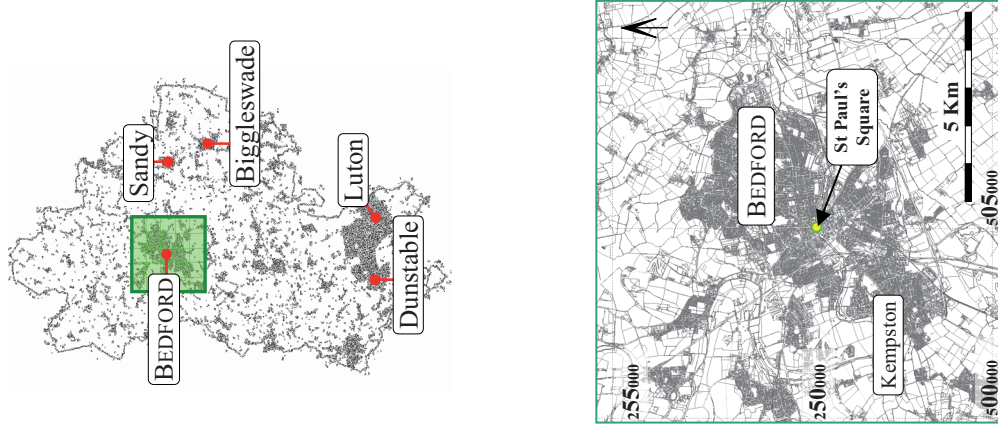 Sandy
Biggleswade
BEDFORD
Luton
Dunstable
BEDFORD
St Paul's
Square
Kempston
5 Km
255000
250000
500000
505000